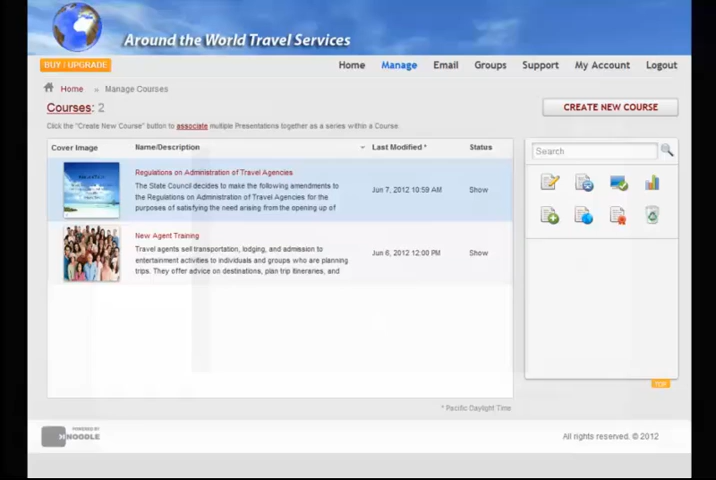 Around the World Travel Services
BUY / UPGRADE
Home Manage Email Groups Support My Account Logout
Home » Manage Courses
Courses: 2
CREATE NEW COURSE
Click the "Create New Course" button to associate multiple Presentations together as a series within a Course.
Cover Image Name/Description Last Modified * Status
Search
Regulations on Administration of Travel Agencies
The State Council decides to make the following amendments to
the Regulations on Administration of Travel Agencies for the
purposes of satisfying the need arising from the opening up of
Jun 7, 2012 10:59 AM
Show
New Agent Training
Travel agents sell transportation, lodging, and admission to
entertainment activities to individuals and groups who are planning
trips. They offer advice on destinations, plan trip itineraries, and
Jun 6, 2012 12:00 PM
Show
TOP
* Pacific Daylight Time
POWERED BY
KNOODLE
All rights reserved. © 2012